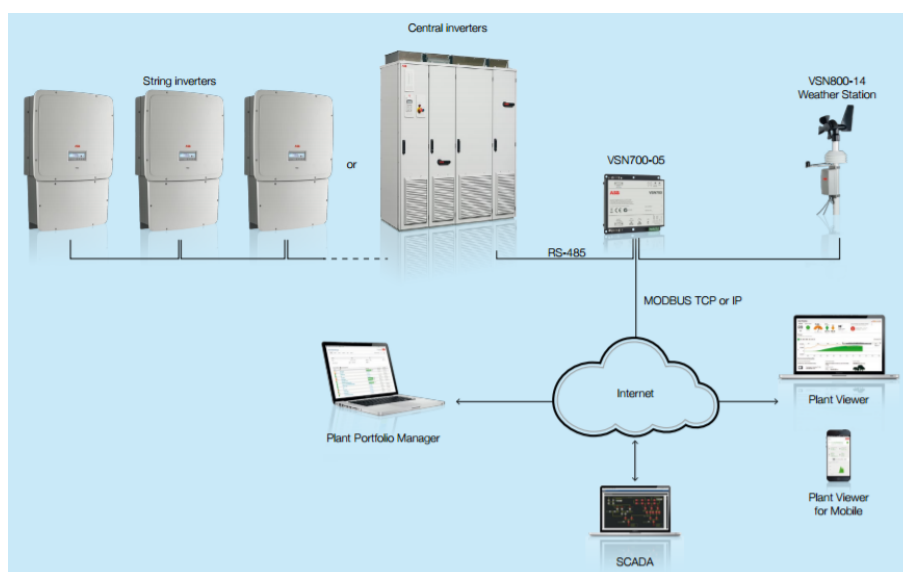 Central inverters
String inverters
VSN800-14
Weather Station
or
VSN700-05
RS-485
MODBUS TCP or IP
Internet
Plant Portfolio Manager
Plant Viewer
Plant Viewer
for Mobile
SCADA